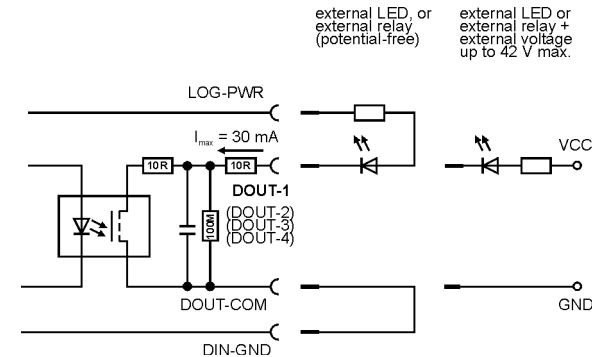 external LED, or
external relay
(potential-free)
external LED or
external relay +
external voltage
up to 42 V max.
LOG-PWR
Imax = 30 mA
10R
10R
VCC
DOUT-1
(DOUT-2)
(DOUT-3)
(DOUT-4)
100M
DOUT-COM
GND
DIN-GND